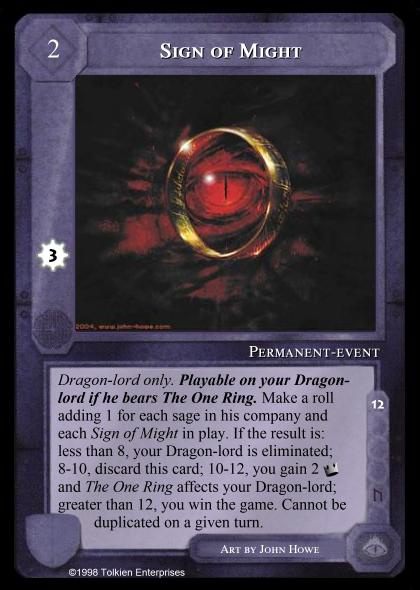 2
SIGN OF MIGHT
3
2004, www.john-howe.com
PERMANENT-EVENT
Dragon-lord only. Playable on your Dragon-
lord if he bears The One Ring. Make a roll
adding 1 for each sage in his company and
each Sign of Might in play. If the result is:
less than 8, your Dragon-lord is eliminated;
8-10, discard this card; 10-12, you gain 2
and The One Ring affects your Dragon-lord;
greater than 12, you win the game. Cannot be
duplicated on a given turn.
12
ART BY JOHN HOWE
©1998 Tolkien Enterprises